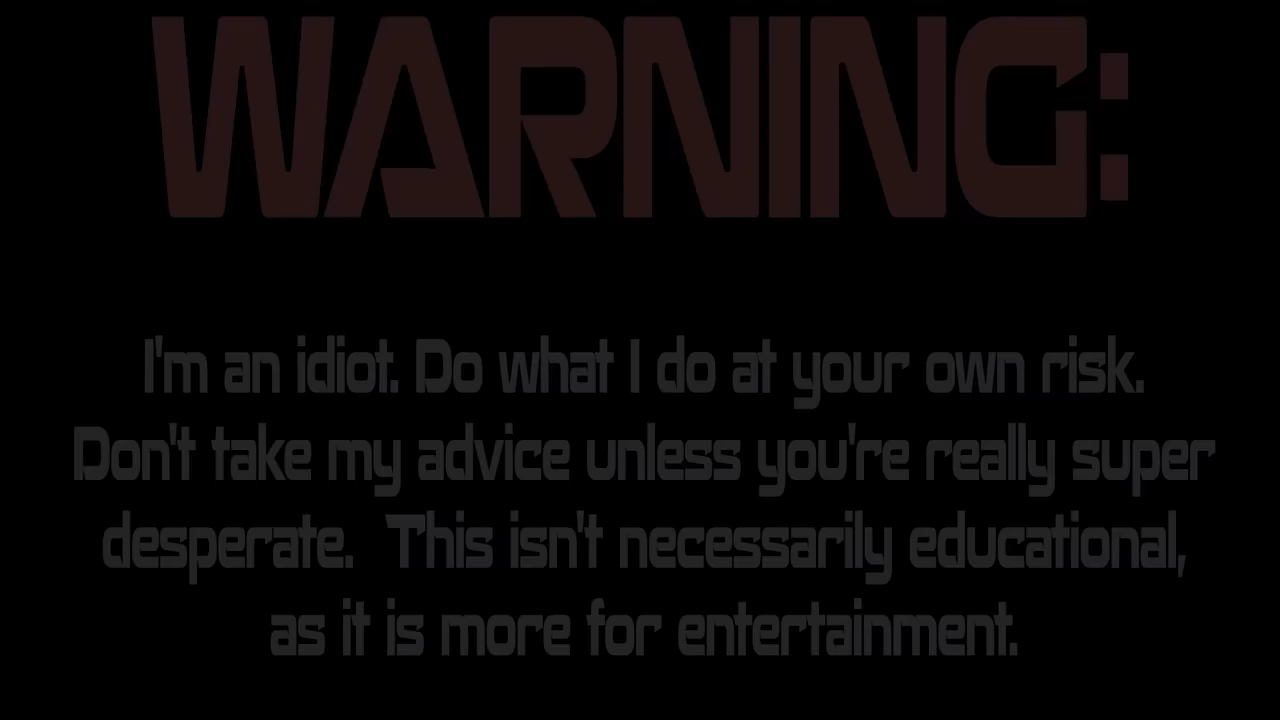 WARNING:
I'm an idiot. Do what I do at your own risk.
Don't take my advice unless you're really super
desperate.  This isn't necessarily educational,
as it is more for entertainment.